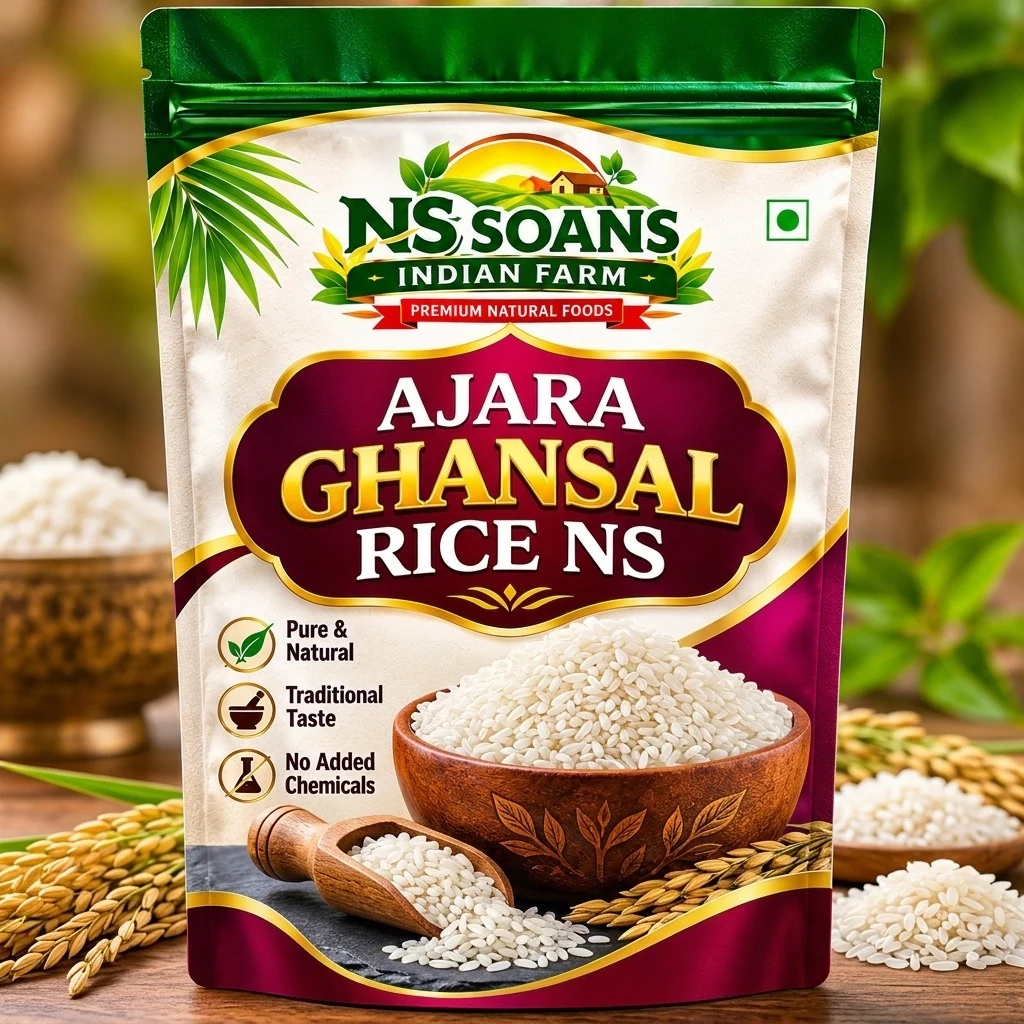 NS SOANS
INDIAN FARM
PREMIUM NATURAL FOODS
AJARA
GHANSAL
RICE NS
Pure &
Natural
Traditional
Taste
No Added
Chemicals